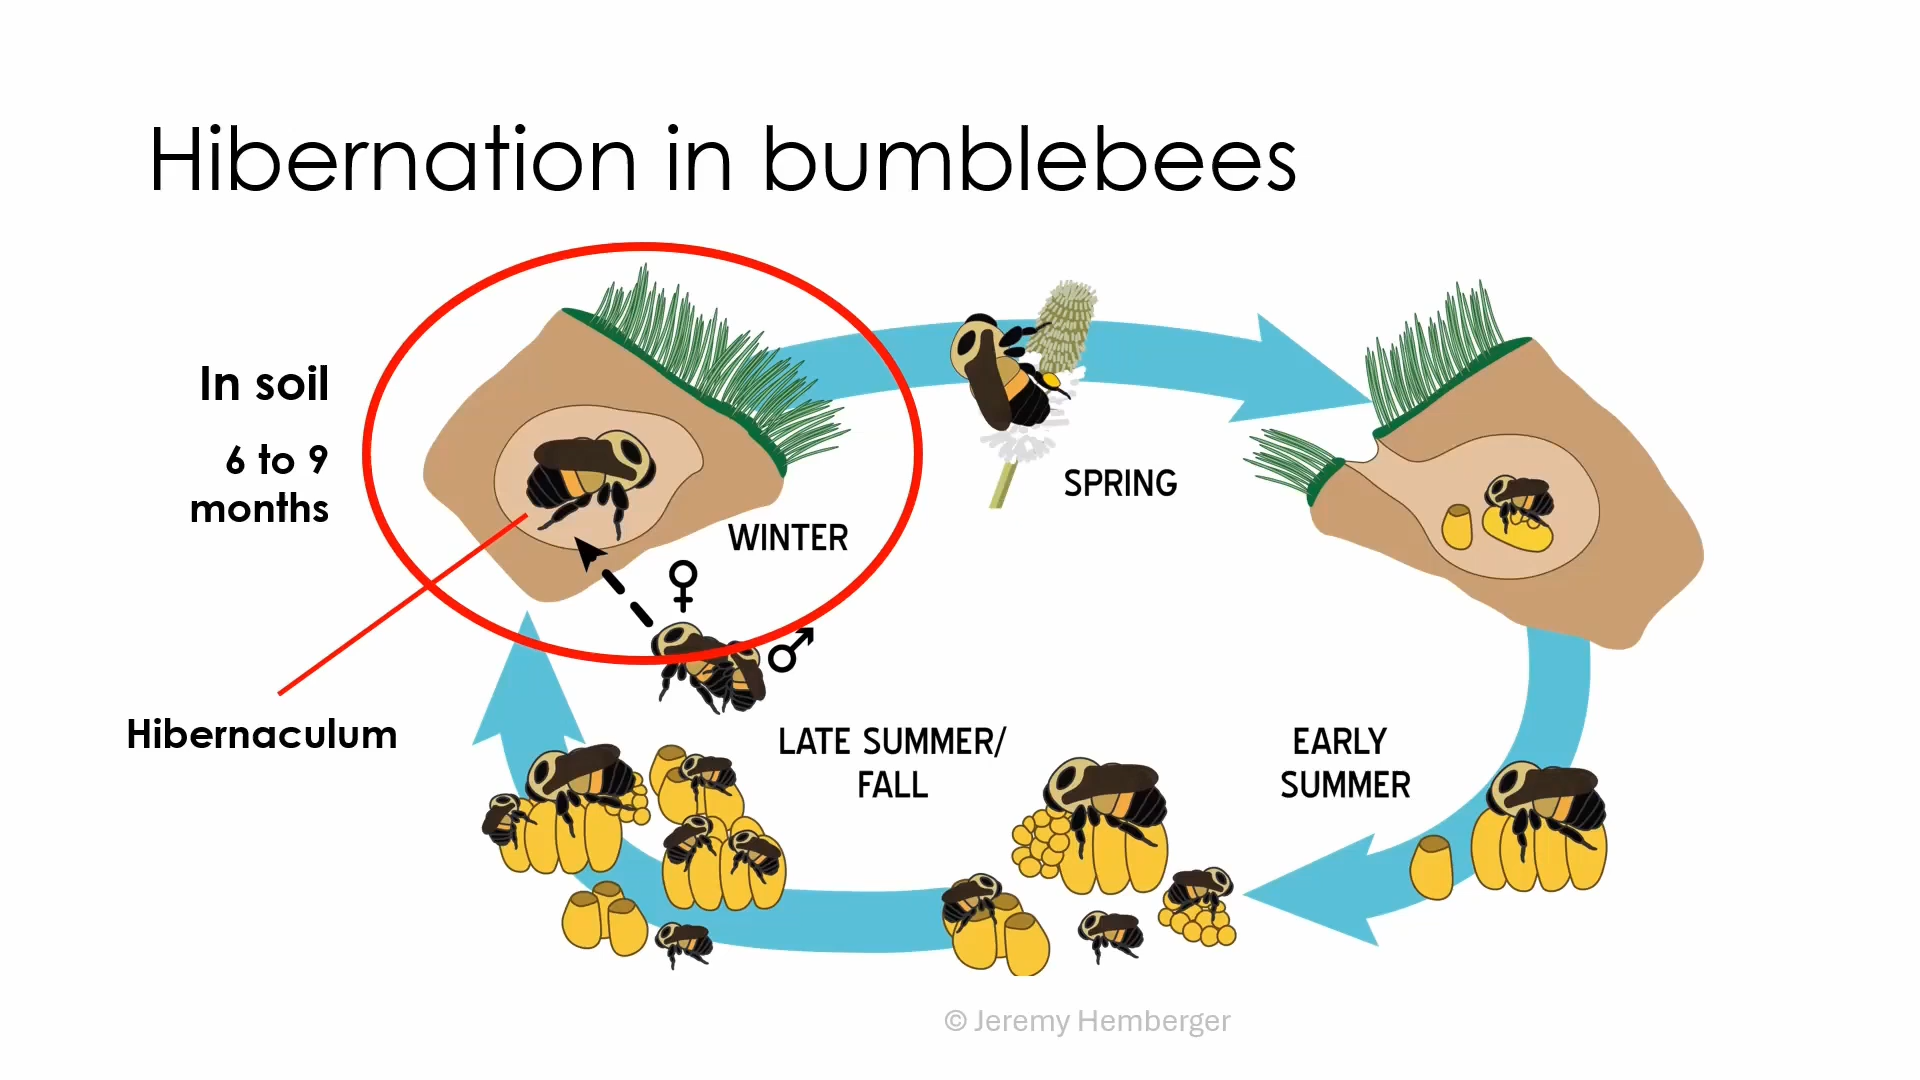 Hibernation in bumblebees
In soil
6 to 9
months
WINTER
♀
♂
Hibernaculum
SPRING
LATE SUMMER/
FALL
EARLY
SUMMER
© Jeremy Hemberger